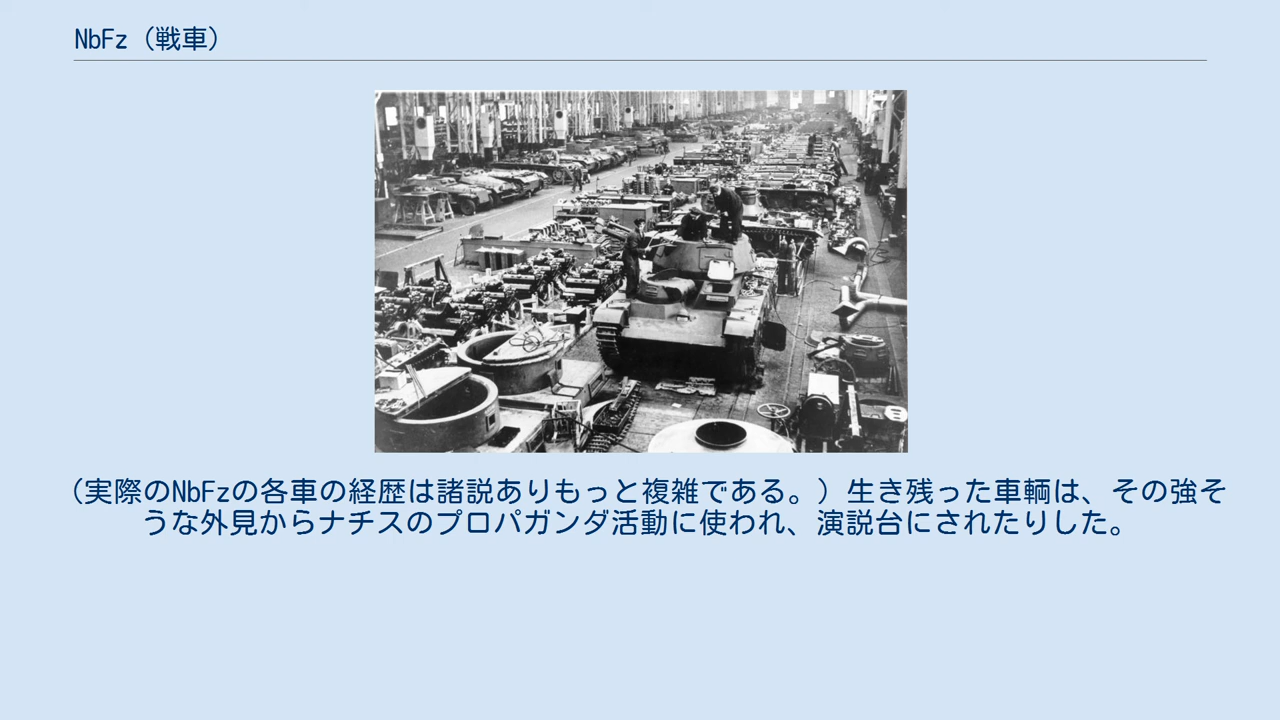 NbFz（戦車）
（実際のNbFzの各車の経歴は諸説ありもっと複雑である。）生き残った車輌は、その強そ
うな外見からナチスのプロパガンダ活動に使われ、演説台にされたりした。